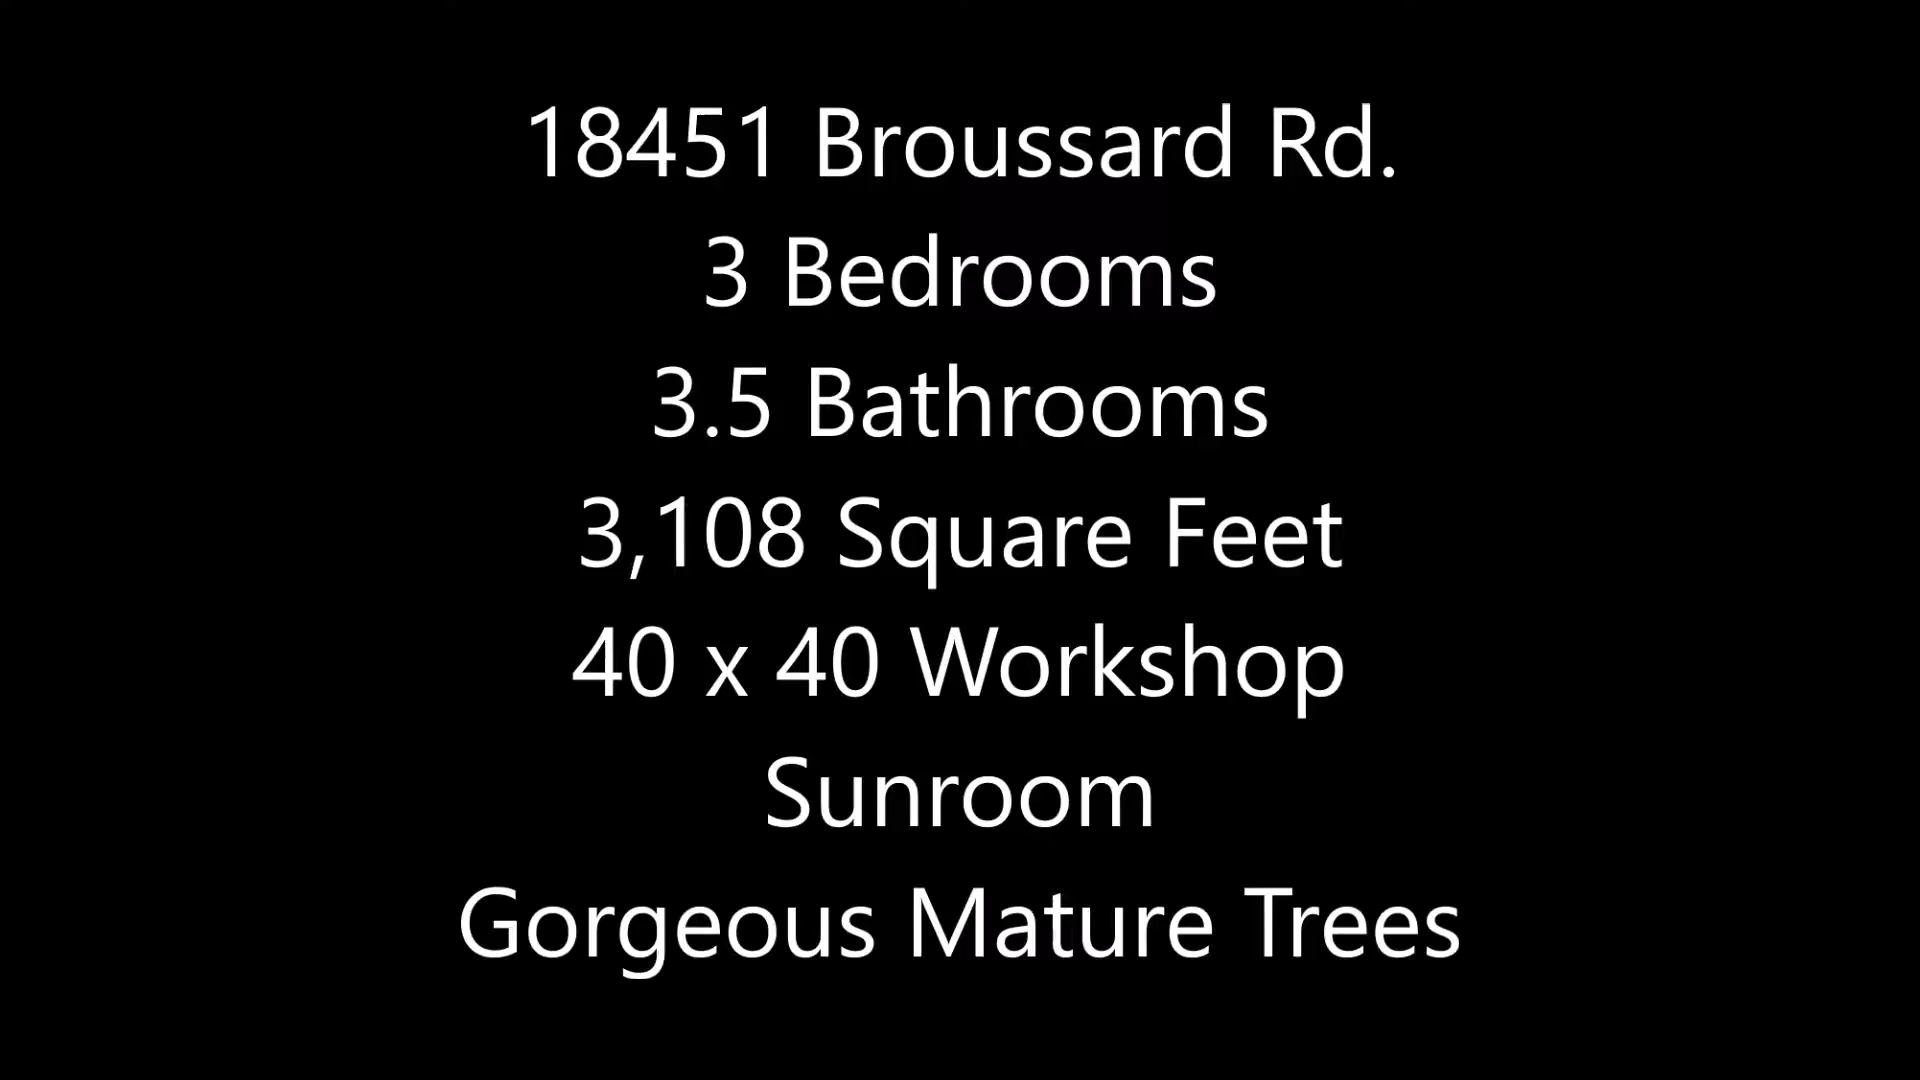 18451 Broussard Rd.
3 Bedrooms
3.5 Bathrooms
3,108 Square Feet
40 x 40 Workshop
Sunroom
Gorgeous Mature Trees